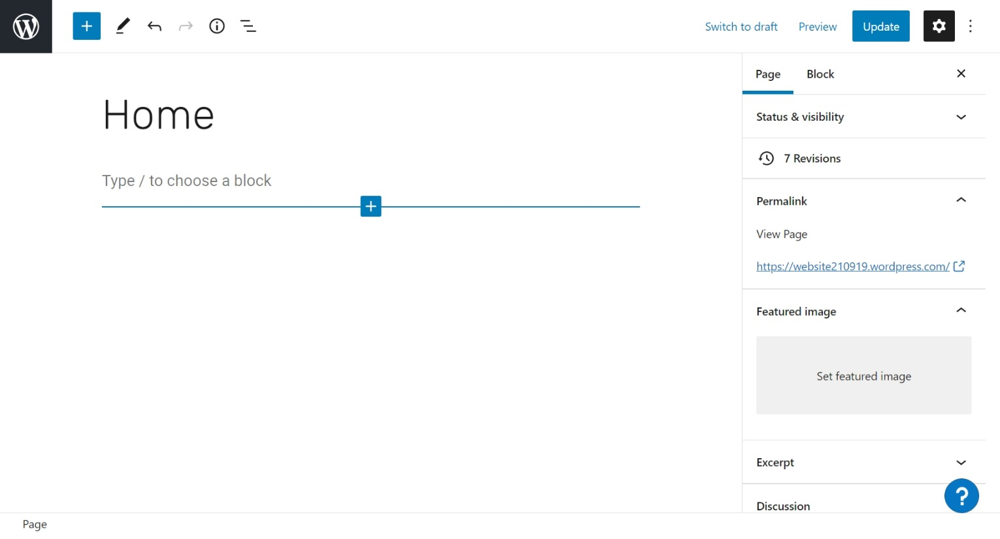 Switch to draft Preview Update
Page Block
Home
Status & visibility
7 Revisions
Type / to choose a block
Permalink
View Page
https://website210919.wordpress.com/
Featured image
Set featured image
Excerpt
Discussion
Page